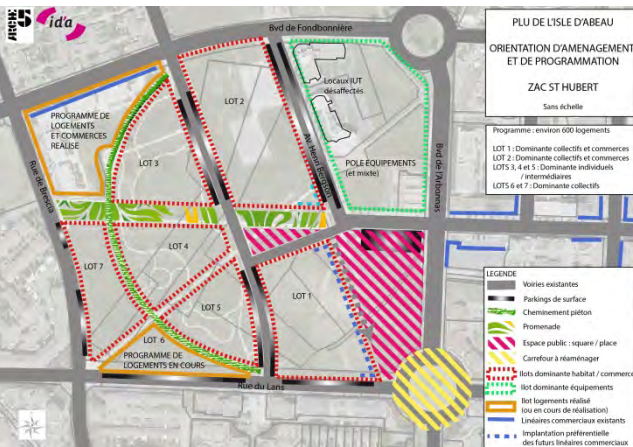 ARCHE 5
id'a
Bvd de Fondbonnière
PLU DE L'ISLE D'ABEAU
ORIENTATION D'AMENAGEMENT
ET DE PROGRAMMATION
ZAC ST HUBERT
Sans échelle
Programme : environ 600 logements
LOT 1 : Dominante collectifs et commerces
LOT 2 : Dominante collectifs et commerces
LOTS 3, 4 et 5 : Dominante individuels
/ intermédiaires
LOTS 6 et 7 : Dominante collectifs
Locaux IUT
désaffectés
LOT 2
PROGRAMME DE
LOGEMENTS
ET COMMERCES
REALISE
LOT 3
Av. Henri Bergson
POLE EQUIPEMENTS
(et mixte)
Bvd de l'Arbonnas
Rue de Brescia
LOT 4
LOT 7
LOT 5
LOT 1
LOT 6
PROGRAMME DE
LOGEMENTS EN COURS
Rue du Lans
LEGENDE
Voiries existantes
Parkings de surface
Cheminement piéton
Promenade
Espace public : square / place
Carrefour à réaménager
Ilots dominante habitat / commerce
Ilot dominante équipements
Ilot logements réalisé
(ou en cours de réalisation)
Linéaires commerciaux existants
Implantation préférentielle
des futurs linéaires commerciaux